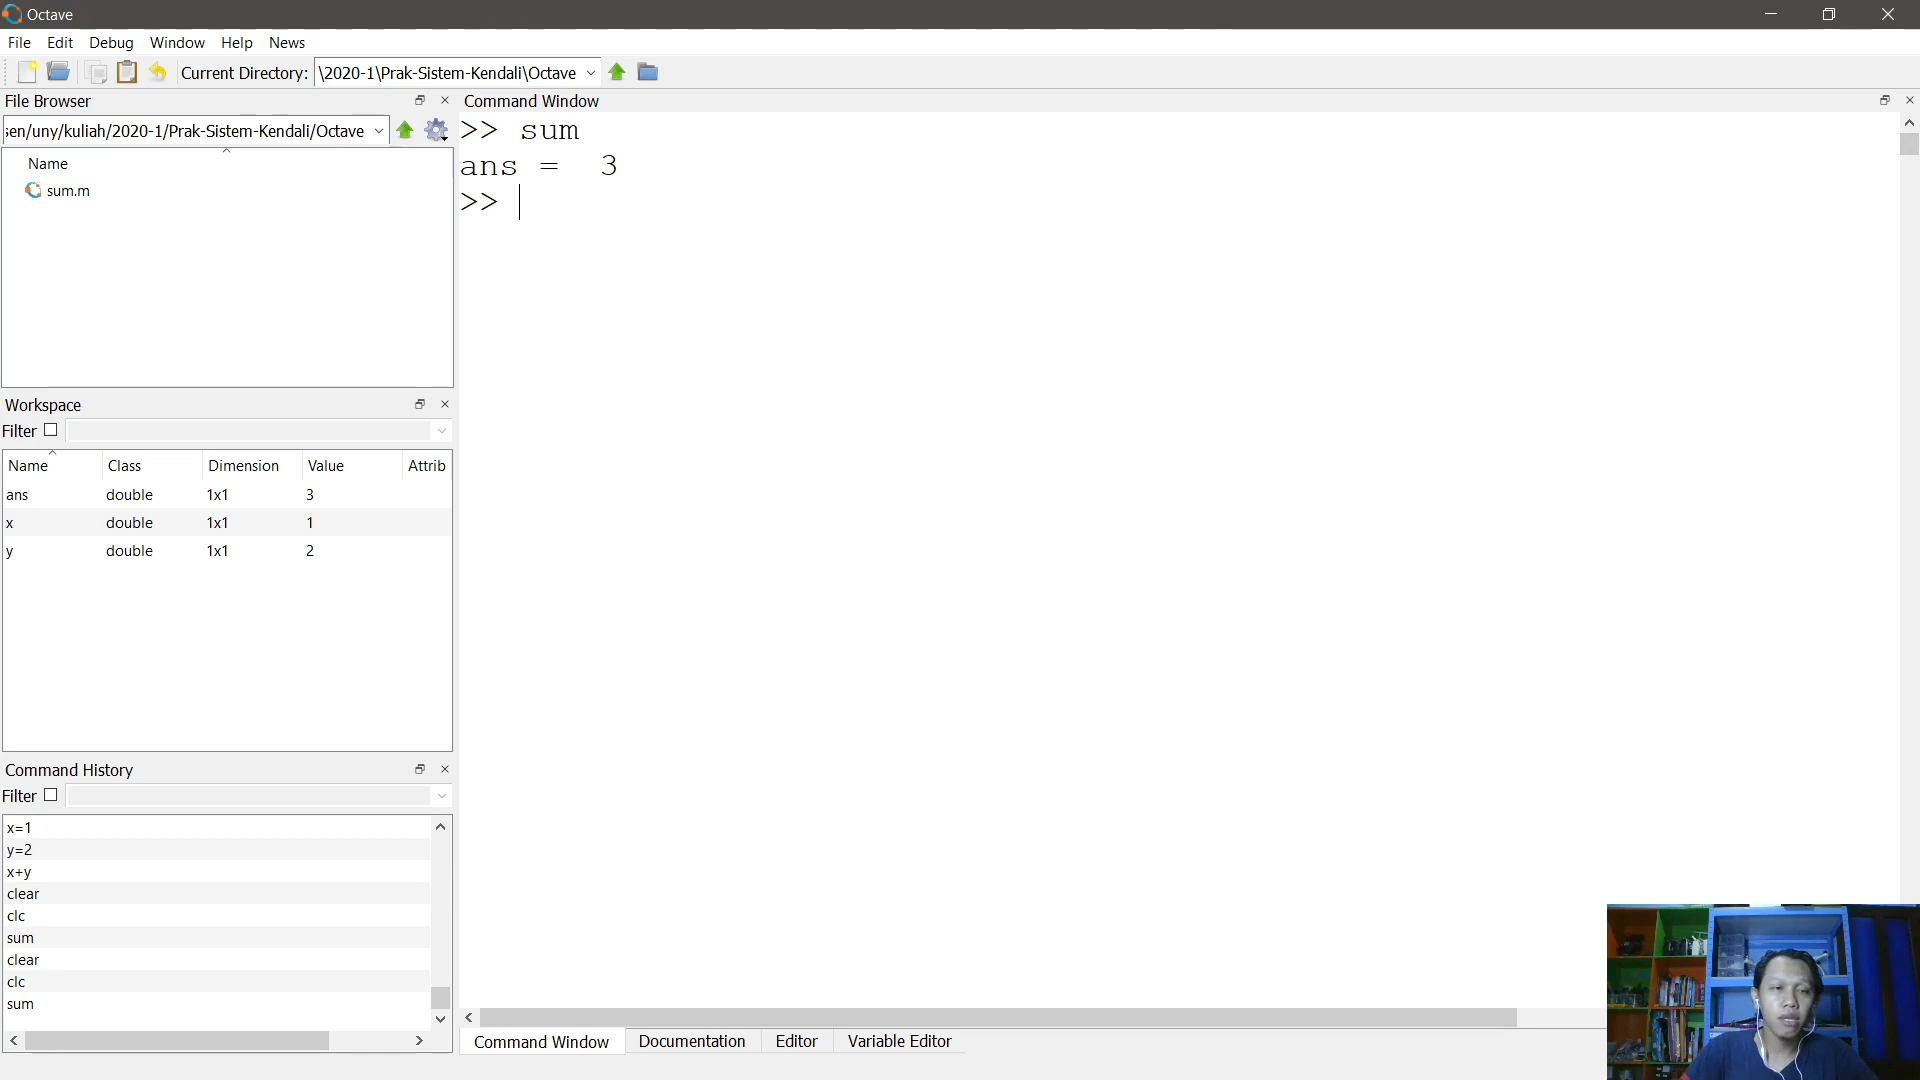 Octave
File Edit Debug Window Help News
Current Directory: \2020-1\Prak-Sistem-Kendali\Octave
File Browser
sen/uny/kuliah/2020-1/Prak-Sistem-Kendali/Octave
Name
sum.m
Workspace
Filter
Name Class Dimension Value Attrib
ans double 1x1 3
x double 1x1 1
y double 1x1 2
Command History
Filter
x=1
y=2
x+y
clear
clc
sum
clear
clc
sum
Command Window
>> sum
ans = 3
>>
Command Window Documentation Editor Variable Editor